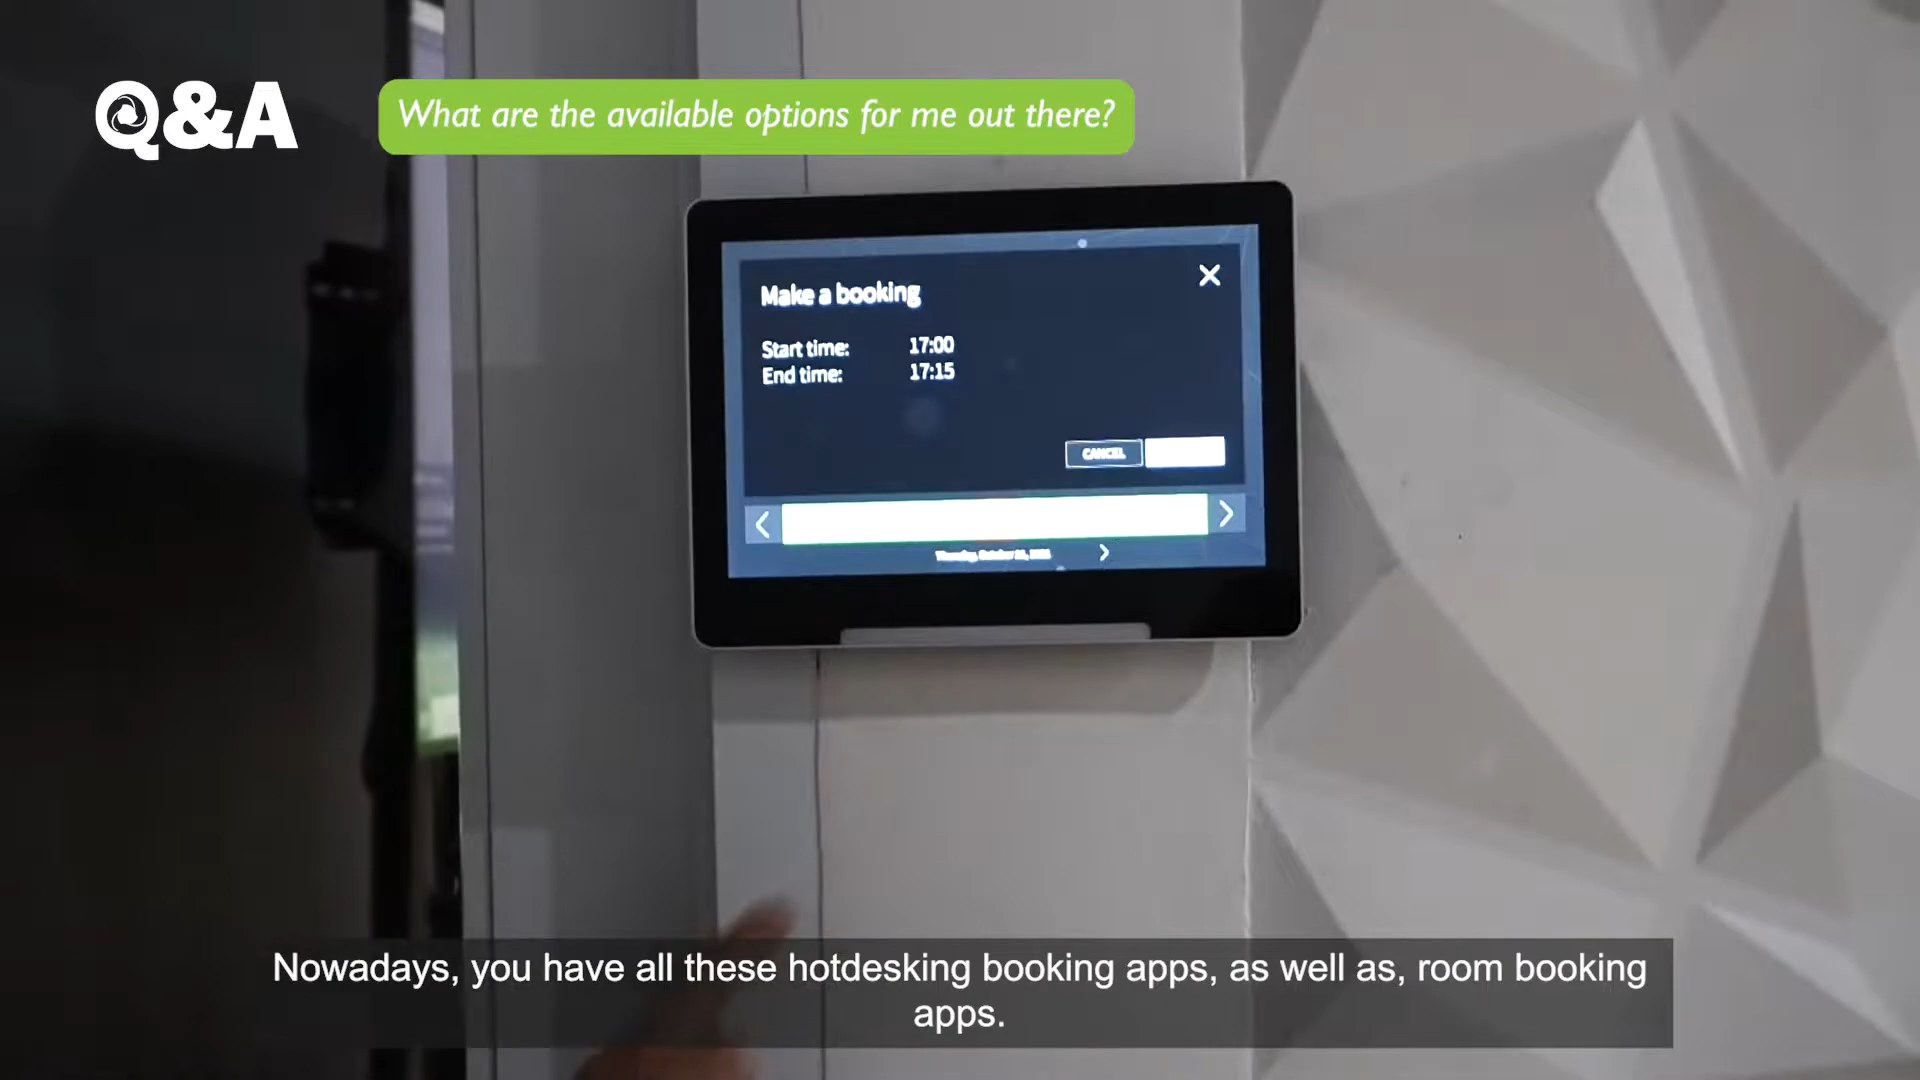 Q&A
What are the available options for me out there?
Make a booking
Start time: 17:00
End time: 17:15
CANCEL
Nowadays, you have all these hotdesking booking apps, as well as, room booking
apps.